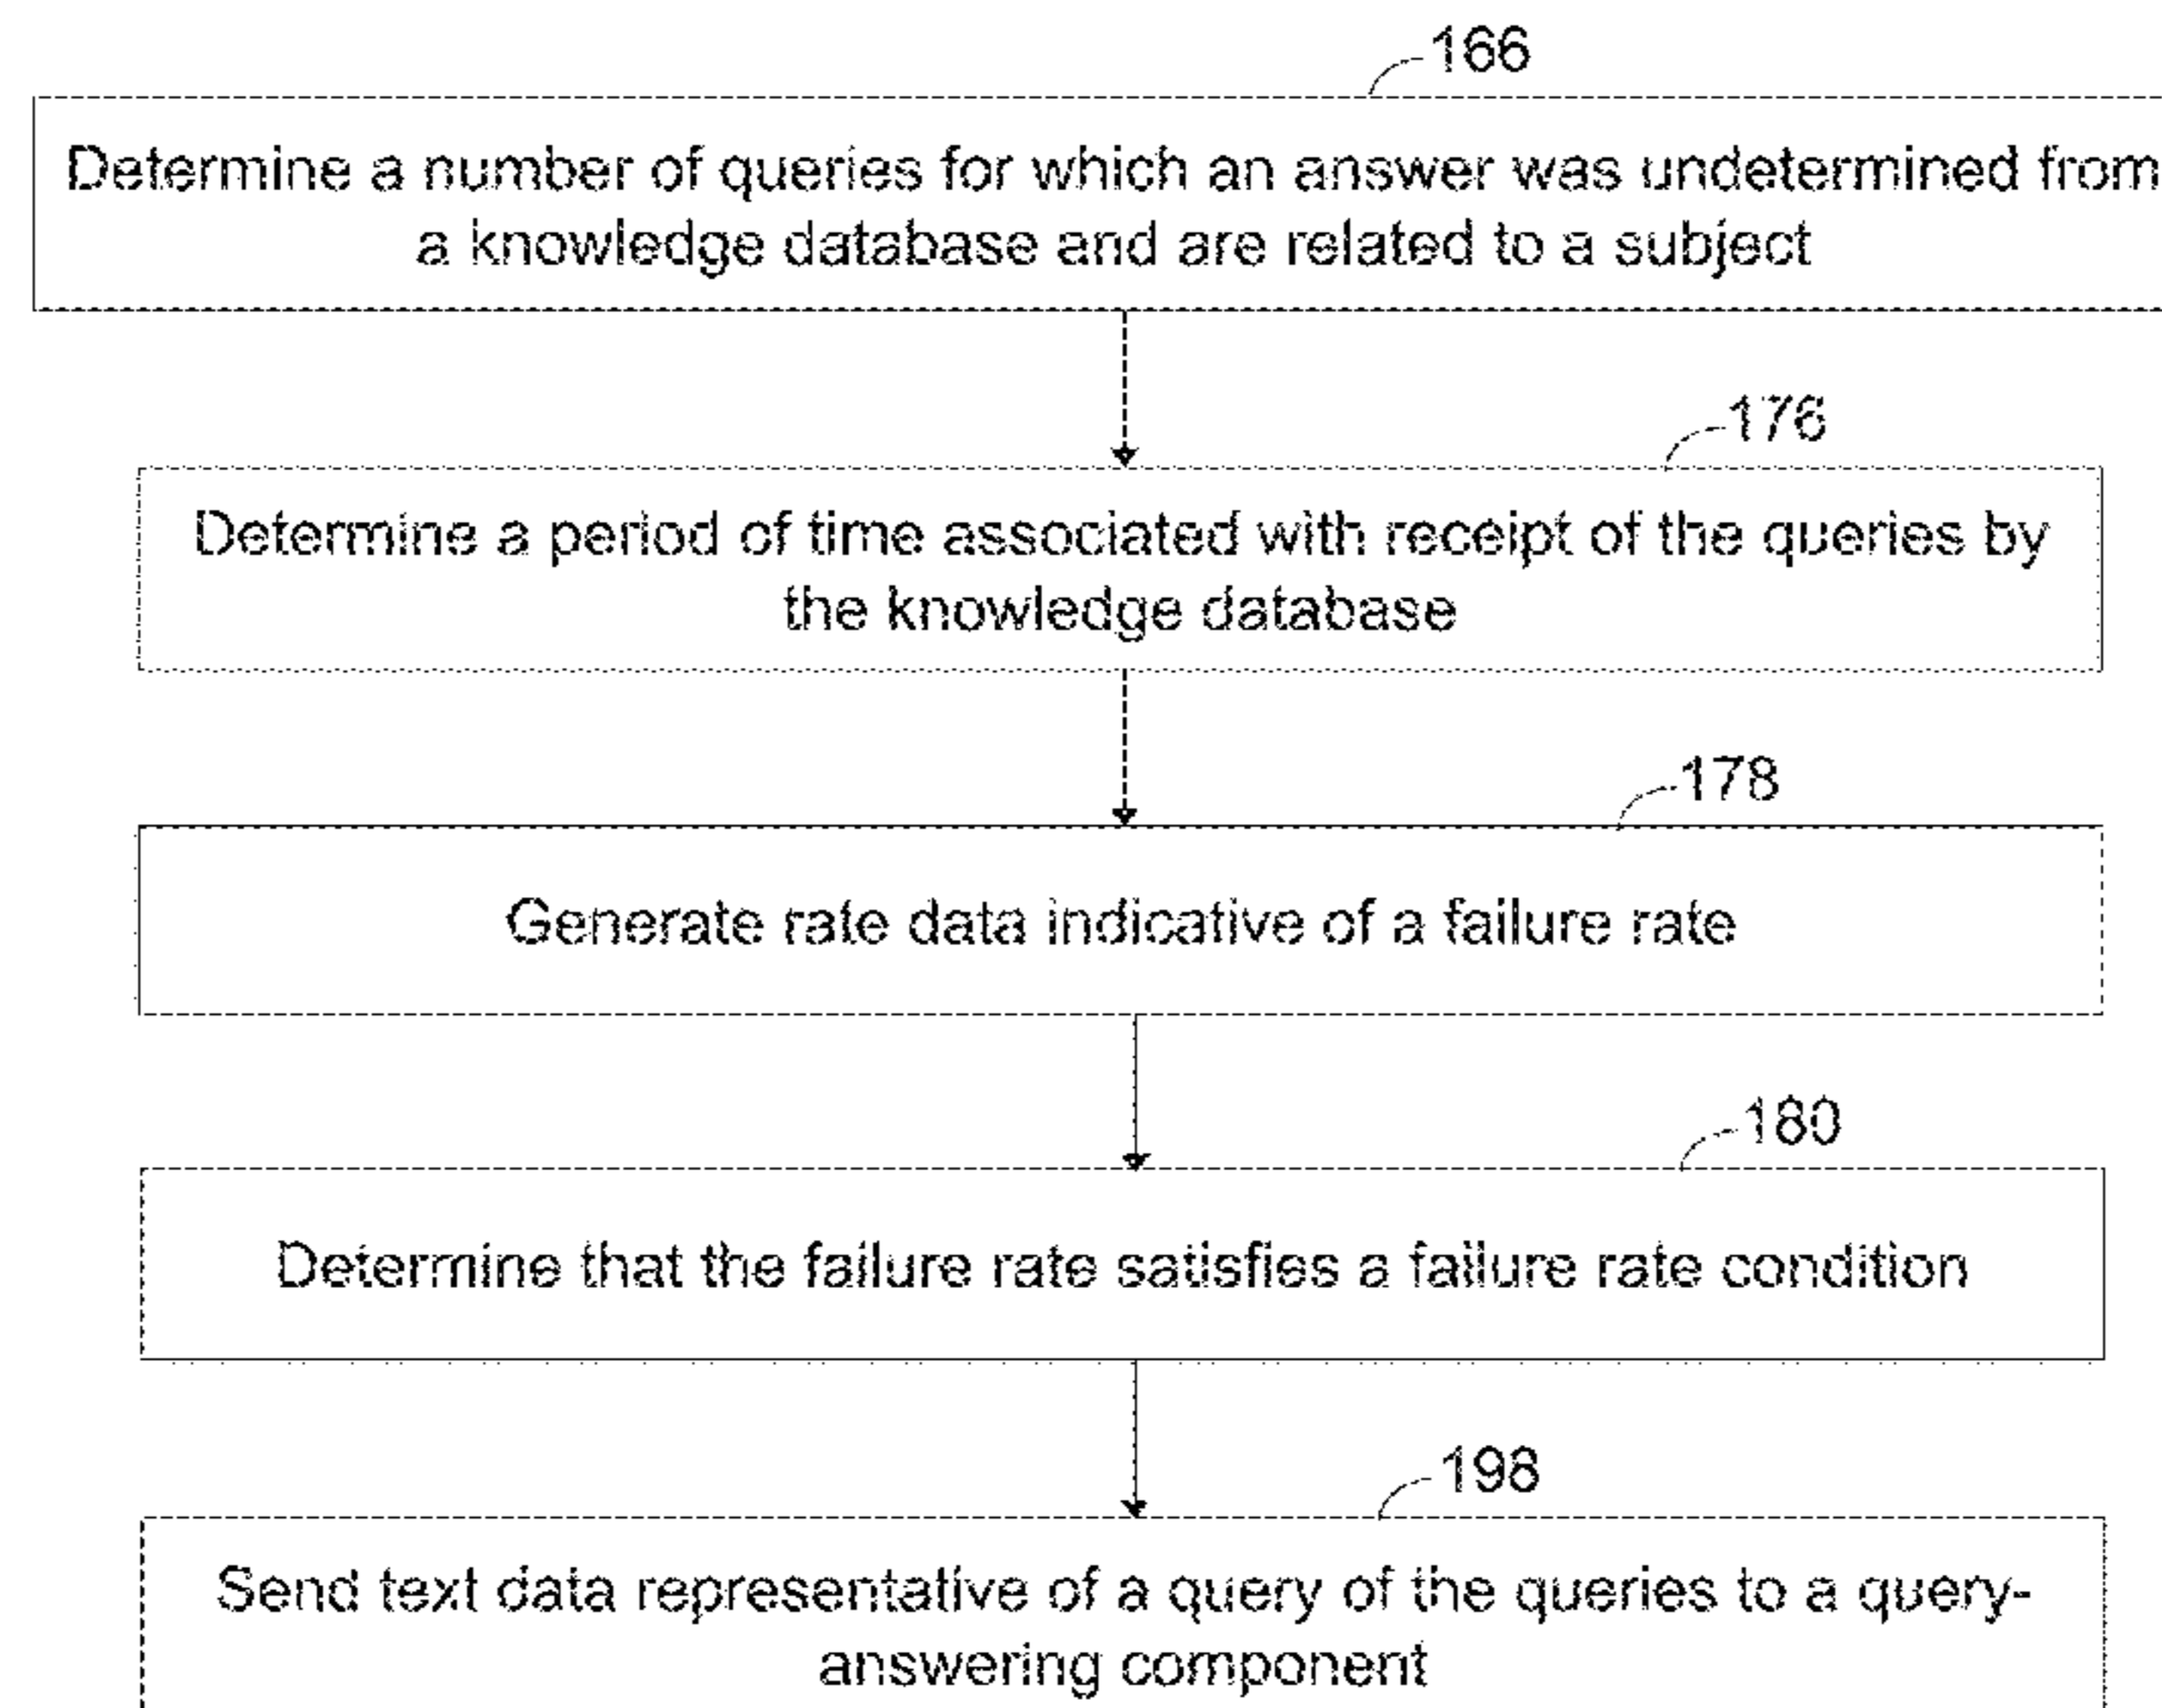 166
Determine a number of queries for which an answer was undetermined from
a knowledge database and are related to a subject
176
Determine a period of time associated with receipt of the queries by
the knowledge database
178
Generate rate data indicative of a failure rate
180
Determine that the failure rate satisfies a failure rate condition
198
Send text data representative of a query of the queries to a query-
answering component